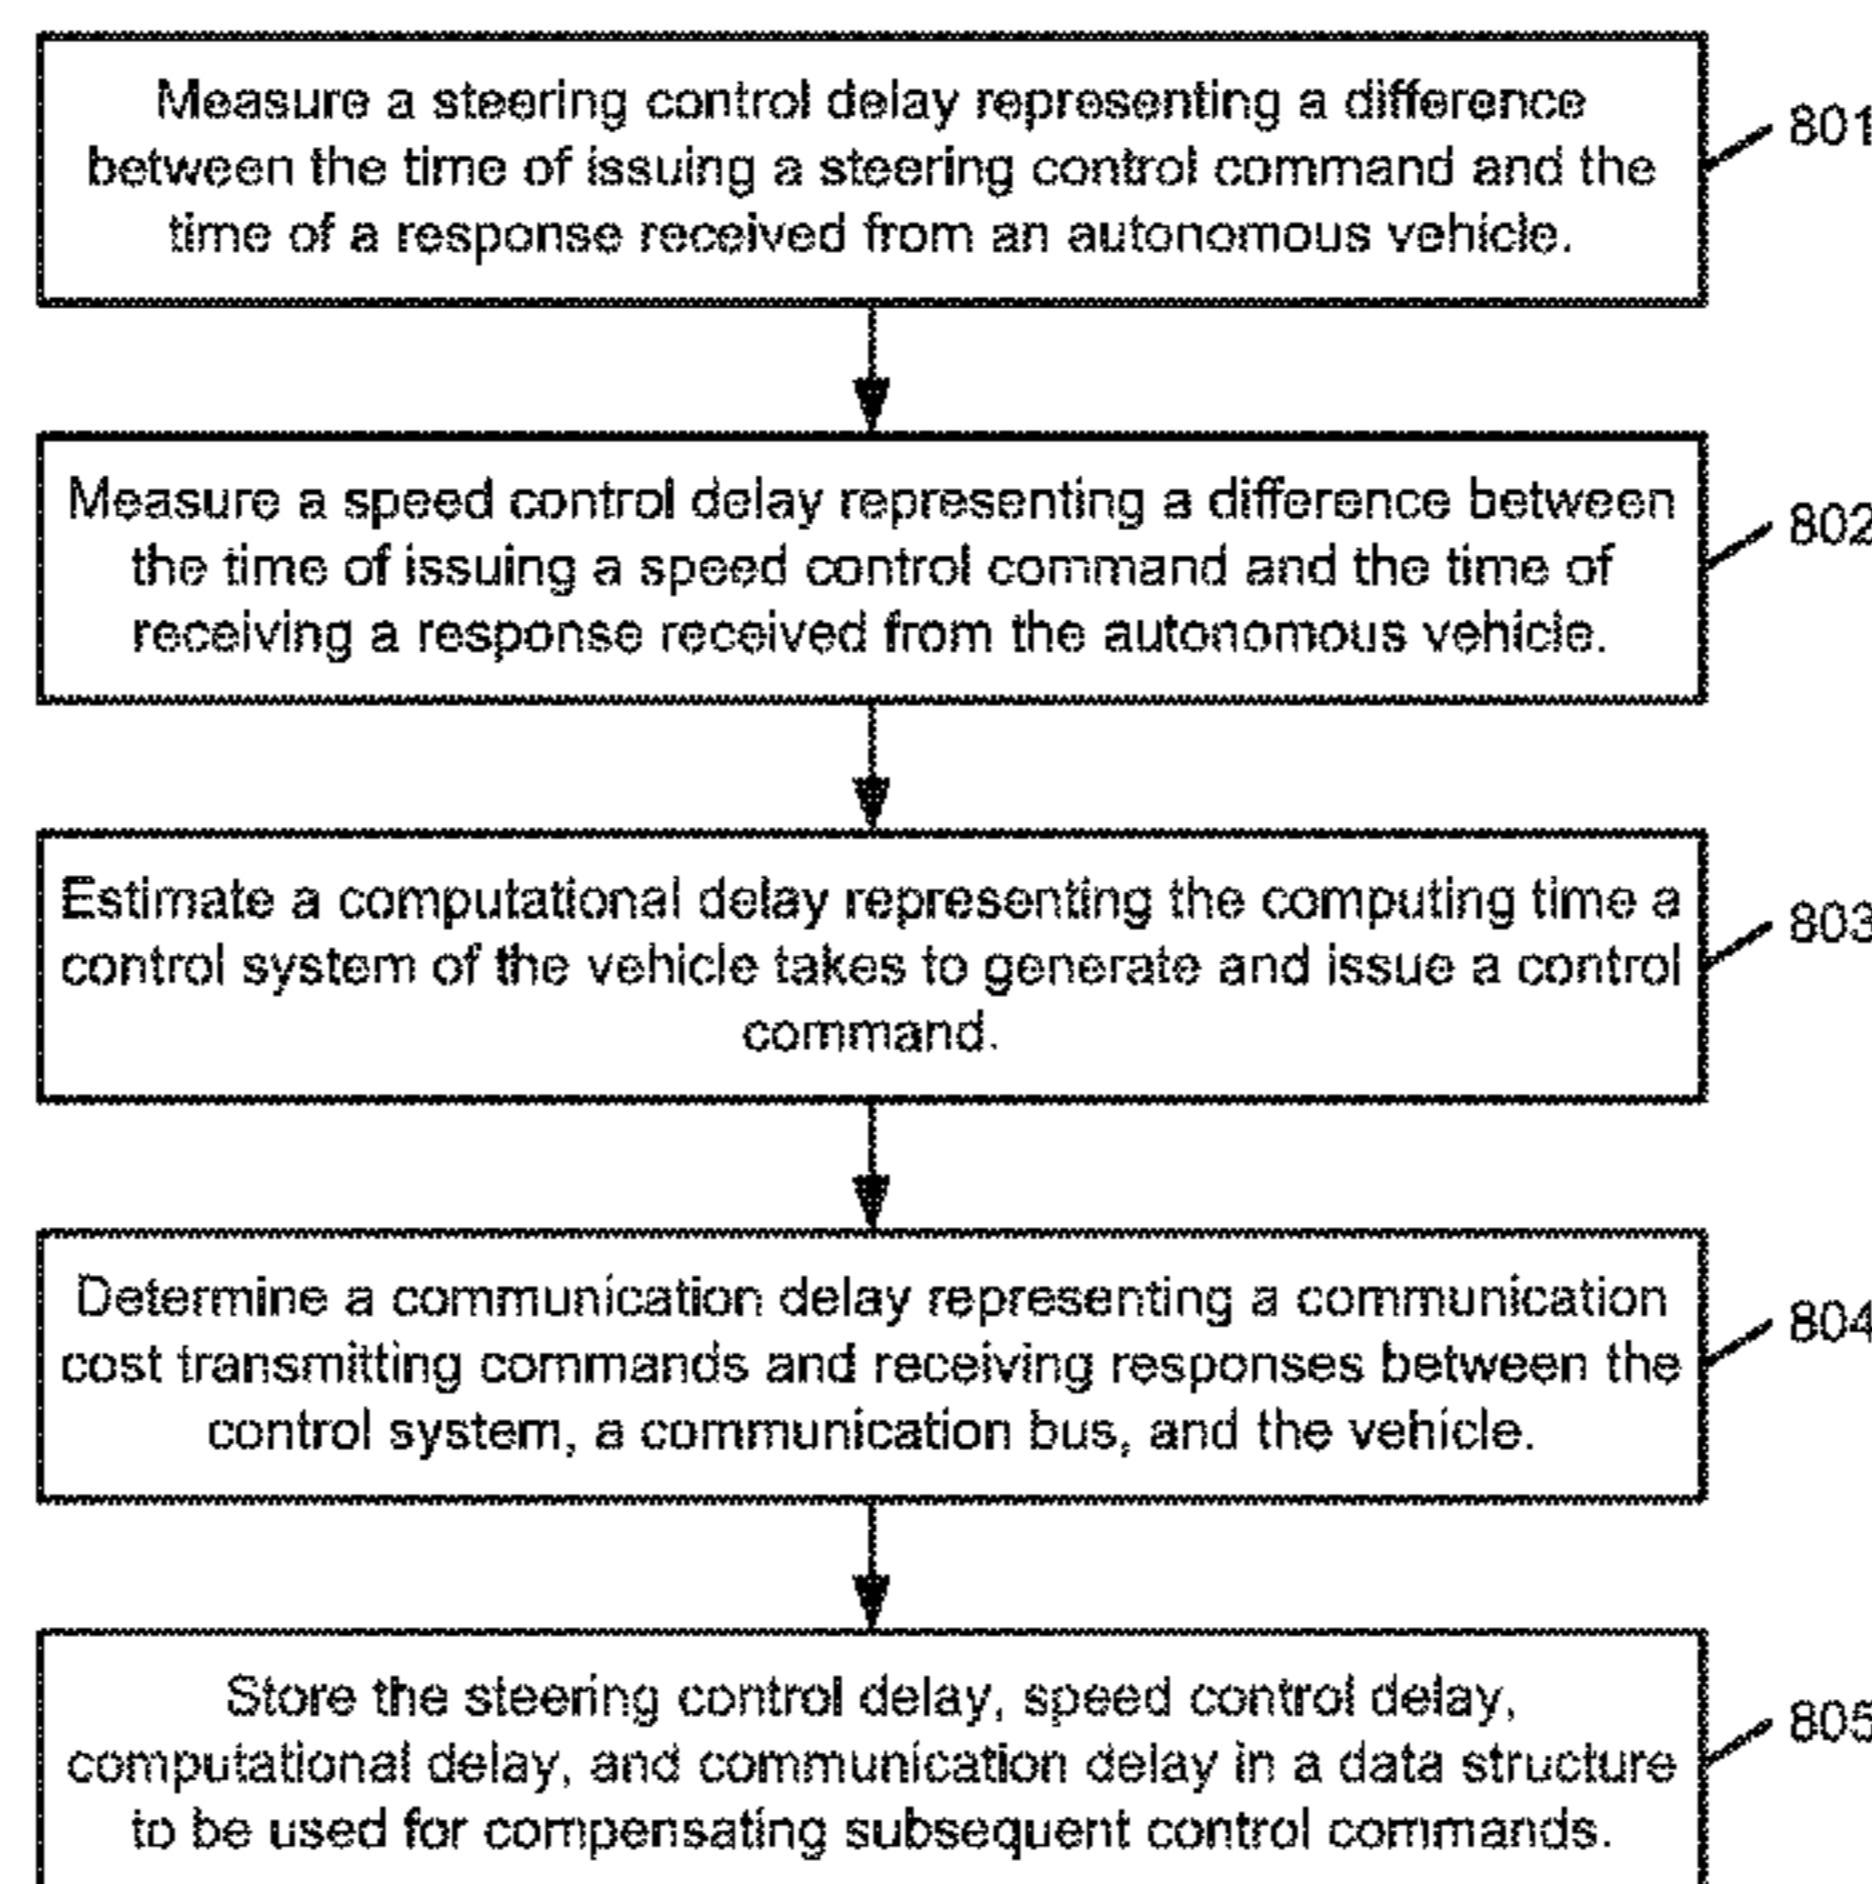 Measure a steering control delay representing a difference
between the time of issuing a steering control command and the
time of a response received from an autonomous vehicle.
801
Measure a speed control delay representing a difference between
the time of issuing a speed control command and the time of
receiving a response received from the autonomous vehicle.
802
Estimate a computational delay representing the computing time a
control system of the vehicle takes to generate and issue a control
command.
803
Determine a communication delay representing a communication
cost transmitting commands and receiving responses between the
control system, a communication bus, and the vehicle.
804
Store the steering control delay, speed control delay,
computational delay, and communication delay in a data structure
to be used for compensating subsequent control commands.
805